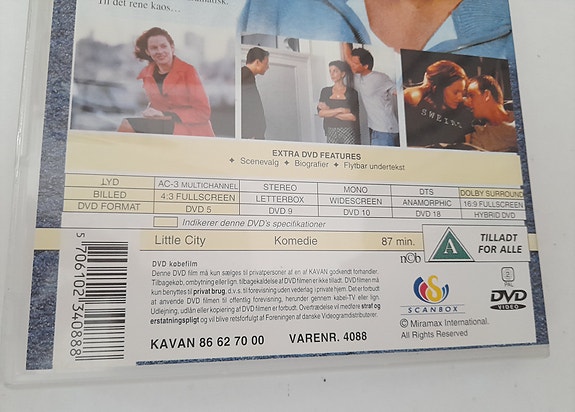 Til det rene kaos...
SWEIS
EXTRA DVD FEATURES
✦ Scenevalg ✦ Biografier ✦ Flytbar undertekst
LYD AC-3 MULTICHANNEL STEREO MONO DTS DOLBY SURROUND
BILLED 4:3 FULLSCREEN LETTERBOX WIDESCREEN ANAMORPHIC 16:9 FULLSCREEN
DVD FORMAT DVD 5 DVD 9 DVD 10 DVD 18 HYBRID DVD
Indikerer denne DVD's specifikationer
Little City Komedie 87 min.
A TILLADT FOR ALLE
nCb
DVD købefilm
Denne DVD film må kun sælges til privatpersoner af en af KAVAN godkendt forhandler.
Tilbagekøb, ombytning eller lign. tilbagekaldelse af DVD filmen er ikke tilladt. DVD filmen må
kun benyttes til privat brug, d.v.s. til forevisning uden vederlag i private hjem. Det er forbudt
at anvende DVD filmen til offentlig forevisning, herunder gennem kabel-TV eller lign.
Udlejning, udlån eller kopiering af DVD filmen er forbudt. Overtrædelse vil medføre straf og
erstatningspligt og vil blive retsforfulgt af Foreningen af danske Videogramdistributører.
KAVAN 86 62 70 00 VARENR. 4088
SCANBOX
© Miramax International.
All Rights Reserved
2
PAL
DVD
VIDEO
5 706102 340888